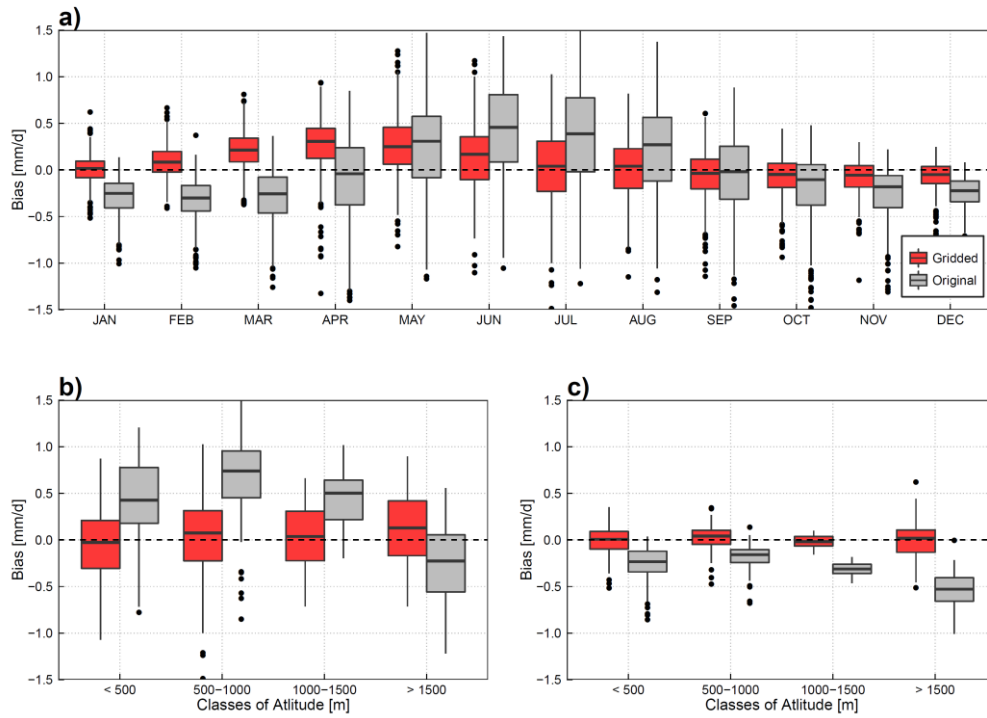 a)
1.5
1.0
0.5
0.0
−0.5
−1.0
−1.5
Bias [mm/d]
JAN FEB MAR APR MAY JUN JUL AUG SEP OCT NOV DEC
Gridded
Original
b)
1.5
1.0
0.5
0.0
−0.5
−1.0
−1.5
Bias [mm/d]
< 500 500−1000 1000−1500 > 1500
Classes of Atlitude [m]
c)
1.5
1.0
0.5
0.0
−0.5
−1.0
−1.5
Bias [mm/d]
< 500 500−1000 1000−1500 > 1500
Classes of Atlitude [m]